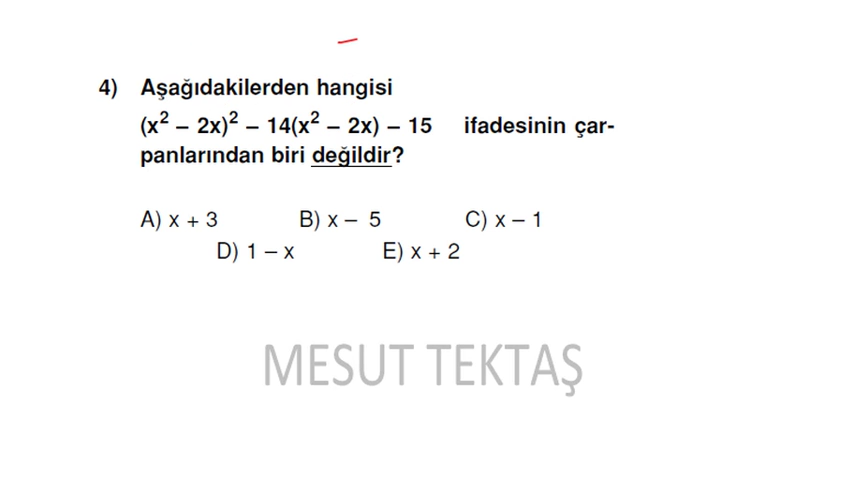 4) Aşağıdakilerden hangisi
(x² – 2x)² – 14(x² – 2x) – 15 ifadesinin çar-
panlarından biri değildir?
A) x + 3 B) x – 5 C) x – 1
D) 1 – x E) x + 2
MESUT TEKTAŞ